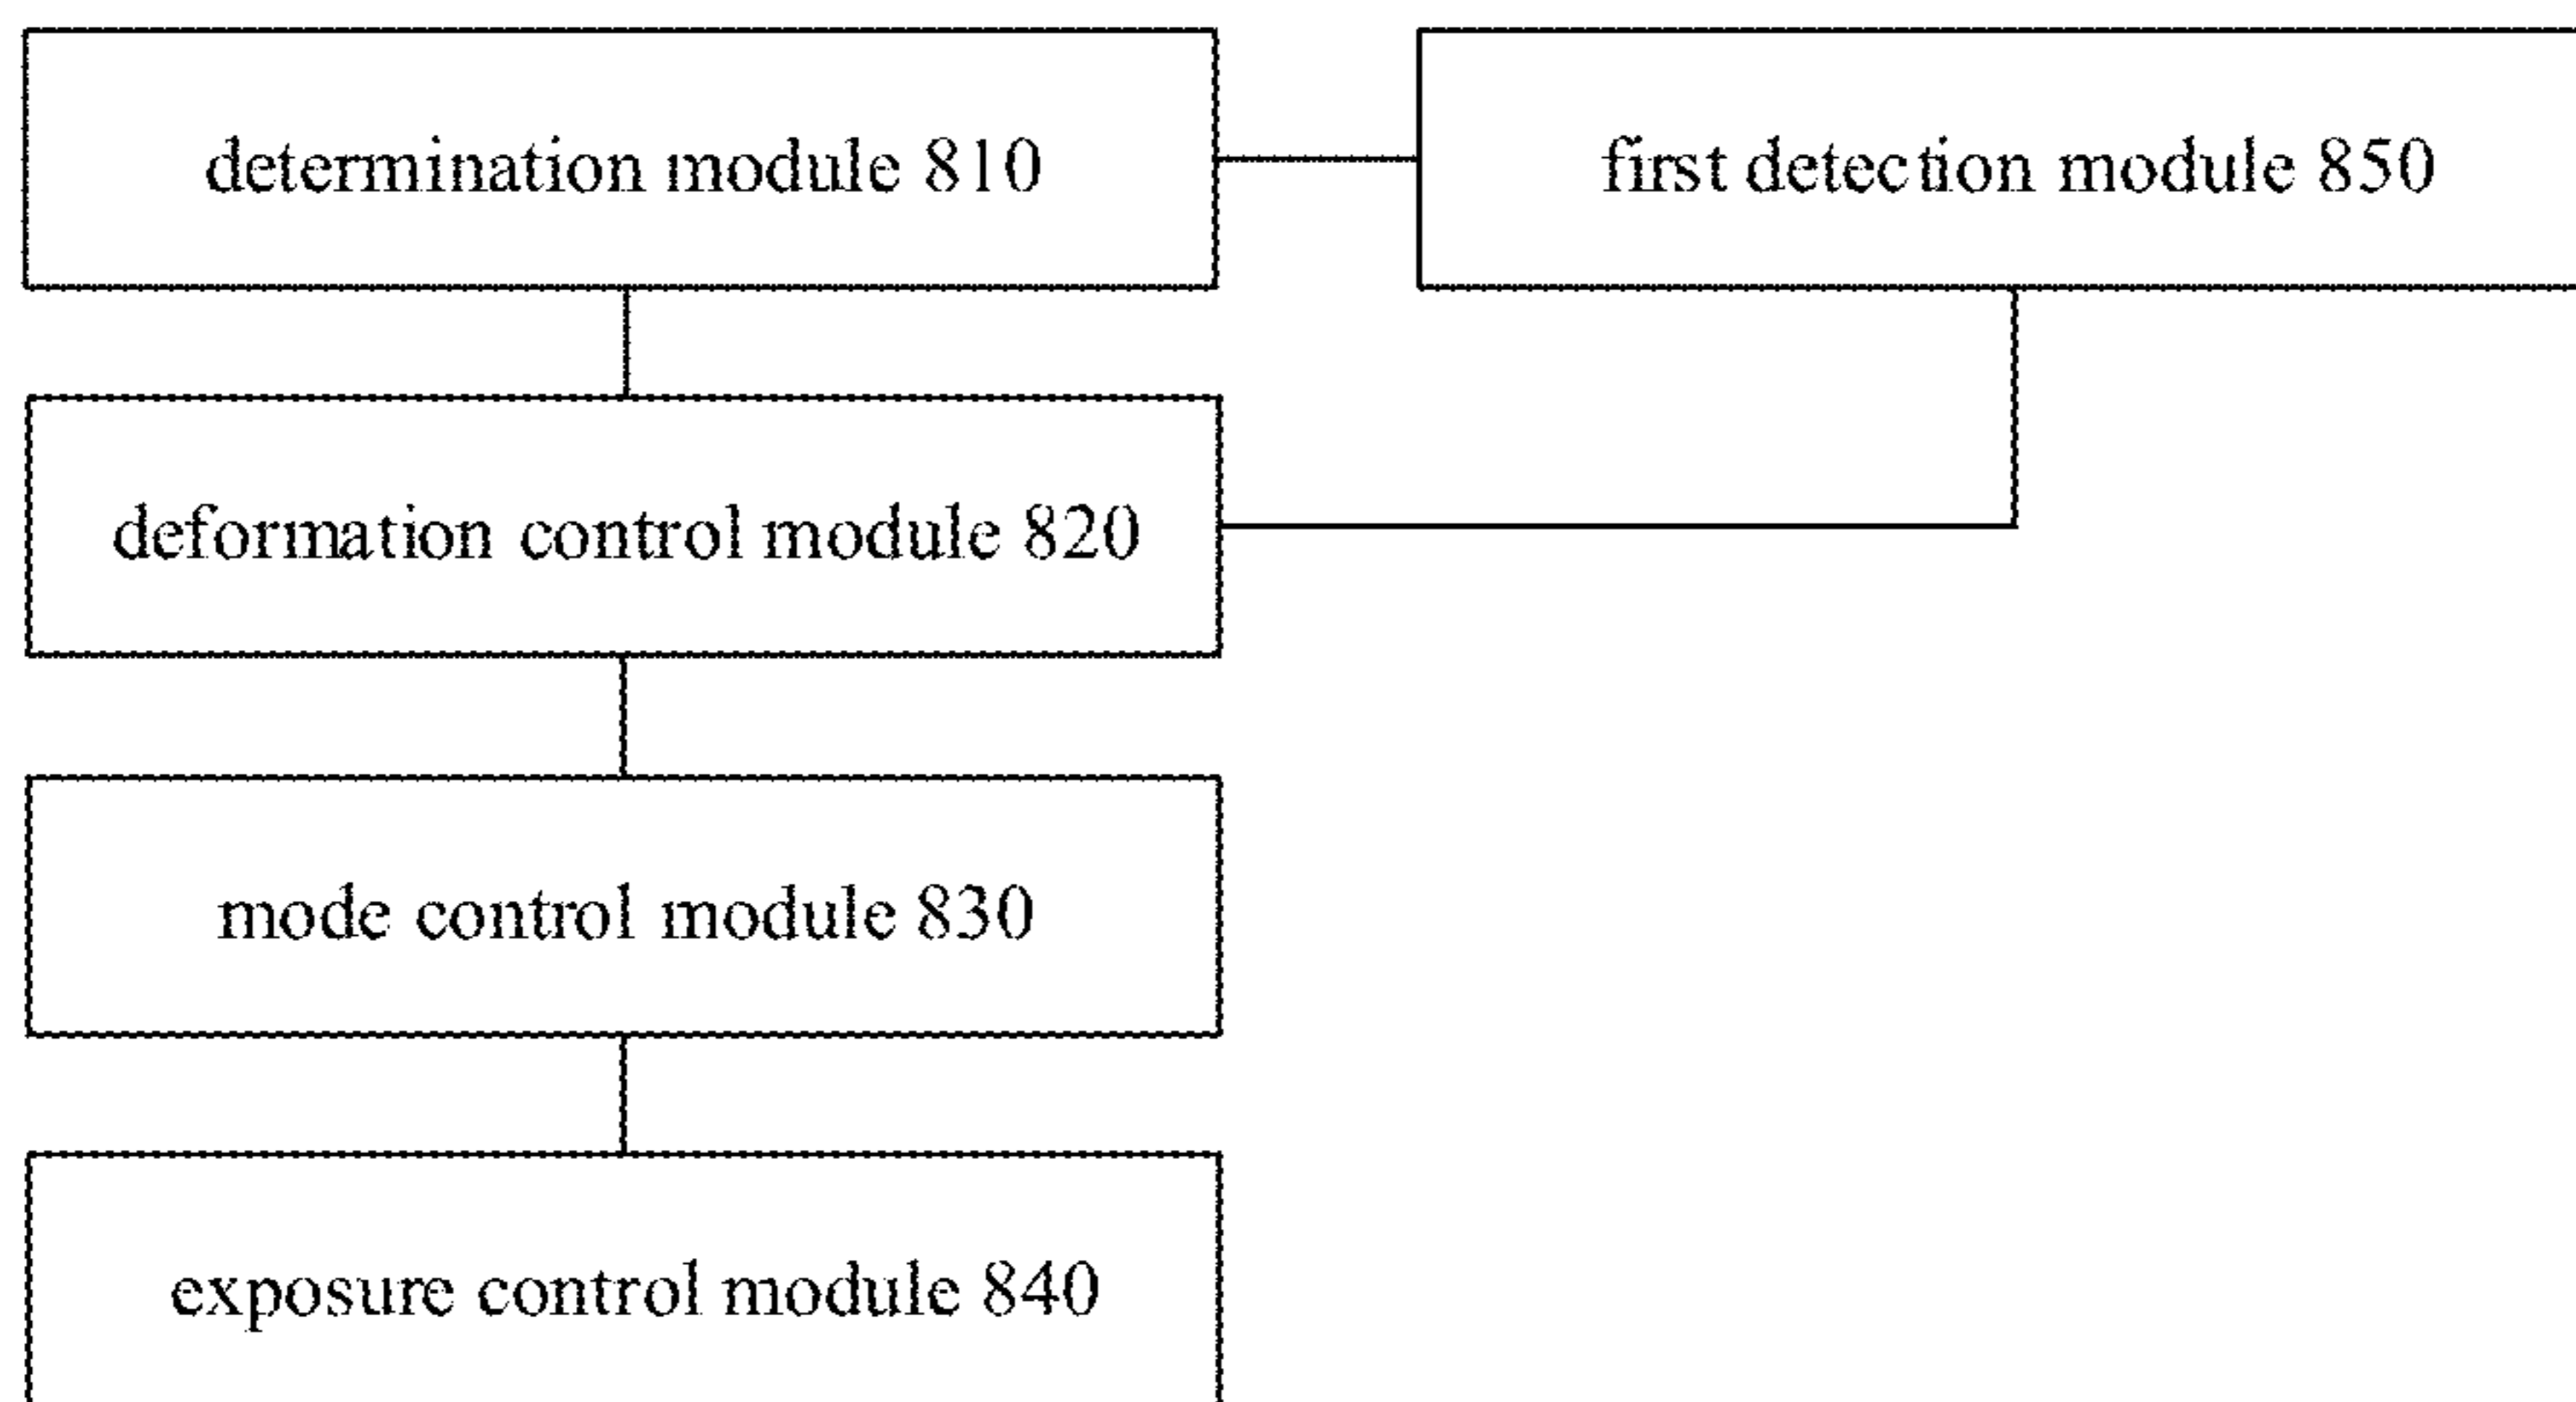 determination module 810
first detection module 850
deformation control module 820
mode control module 830
exposure control module 840